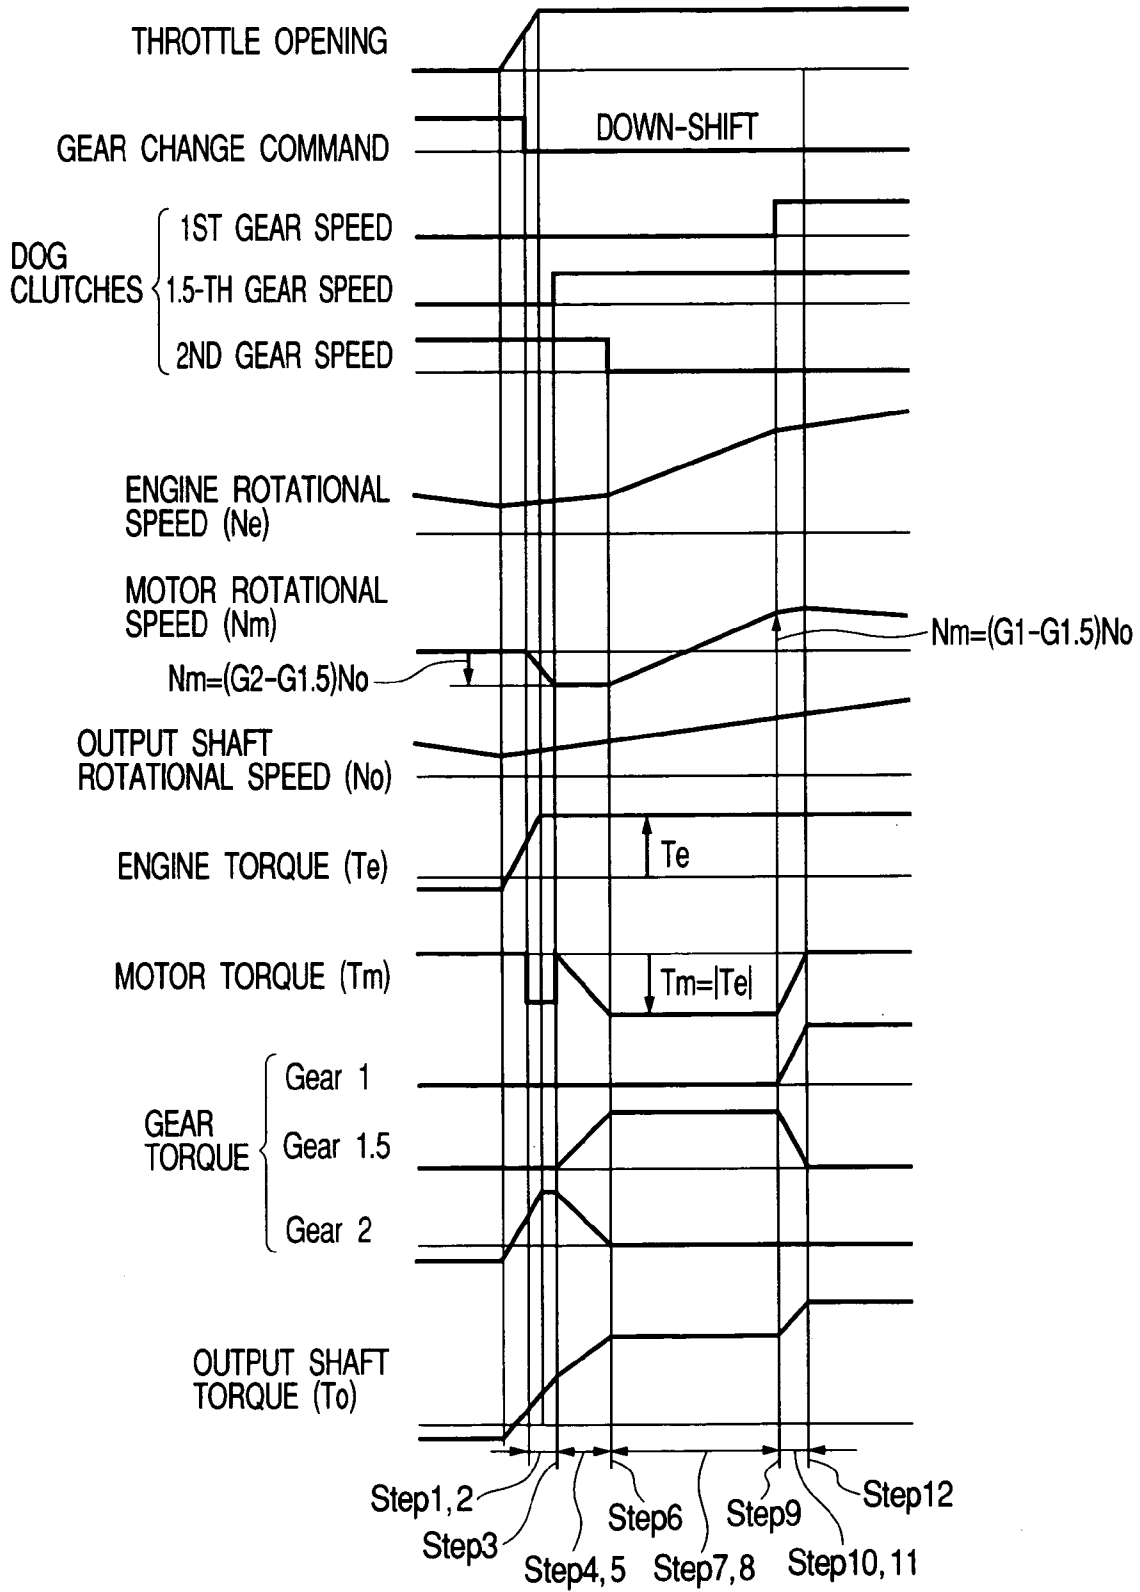 THROTTLE OPENING
GEAR CHANGE COMMAND
DOWN-SHIFT
DOG
CLUTCHES
1ST GEAR SPEED
1.5-TH GEAR SPEED
2ND GEAR SPEED
ENGINE ROTATIONAL
SPEED (Ne)
MOTOR ROTATIONAL
SPEED (Nm)
Nm=(G2-G1.5)No
Nm=(G1-G1.5)No
OUTPUT SHAFT
ROTATIONAL SPEED (No)
ENGINE TORQUE (Te)
Te
MOTOR TORQUE (Tm)
Tm=|Te|
GEAR
TORQUE
Gear 1
Gear 1.5
Gear 2
OUTPUT SHAFT
TORQUE (To)
Step1,2
Step3
Step4,5
Step6
Step7,8
Step9
Step10,11
Step12